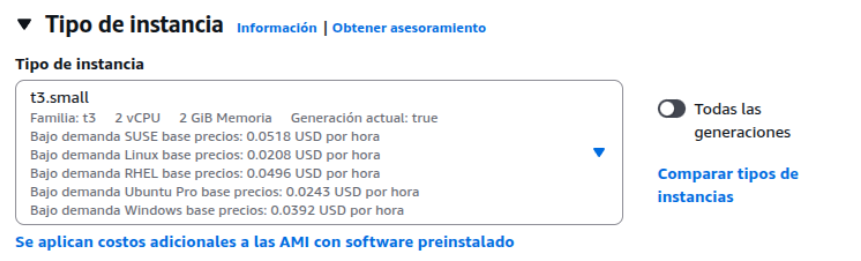 Tipo de instancia Información | Obtener asesoramiento
Tipo de instancia
t3.small
Familia: t3 2 vCPU 2 GiB Memoria Generación actual: true
Bajo demanda SUSE base precios: 0.0518 USD por hora
Bajo demanda Linux base precios: 0.0208 USD por hora
Bajo demanda RHEL base precios: 0.0496 USD por hora
Bajo demanda Ubuntu Pro base precios: 0.0243 USD por hora
Bajo demanda Windows base precios: 0.0392 USD por hora
Todas las
generaciones
Comparar tipos de
instancias
Se aplican costos adicionales a las AMI con software preinstalado